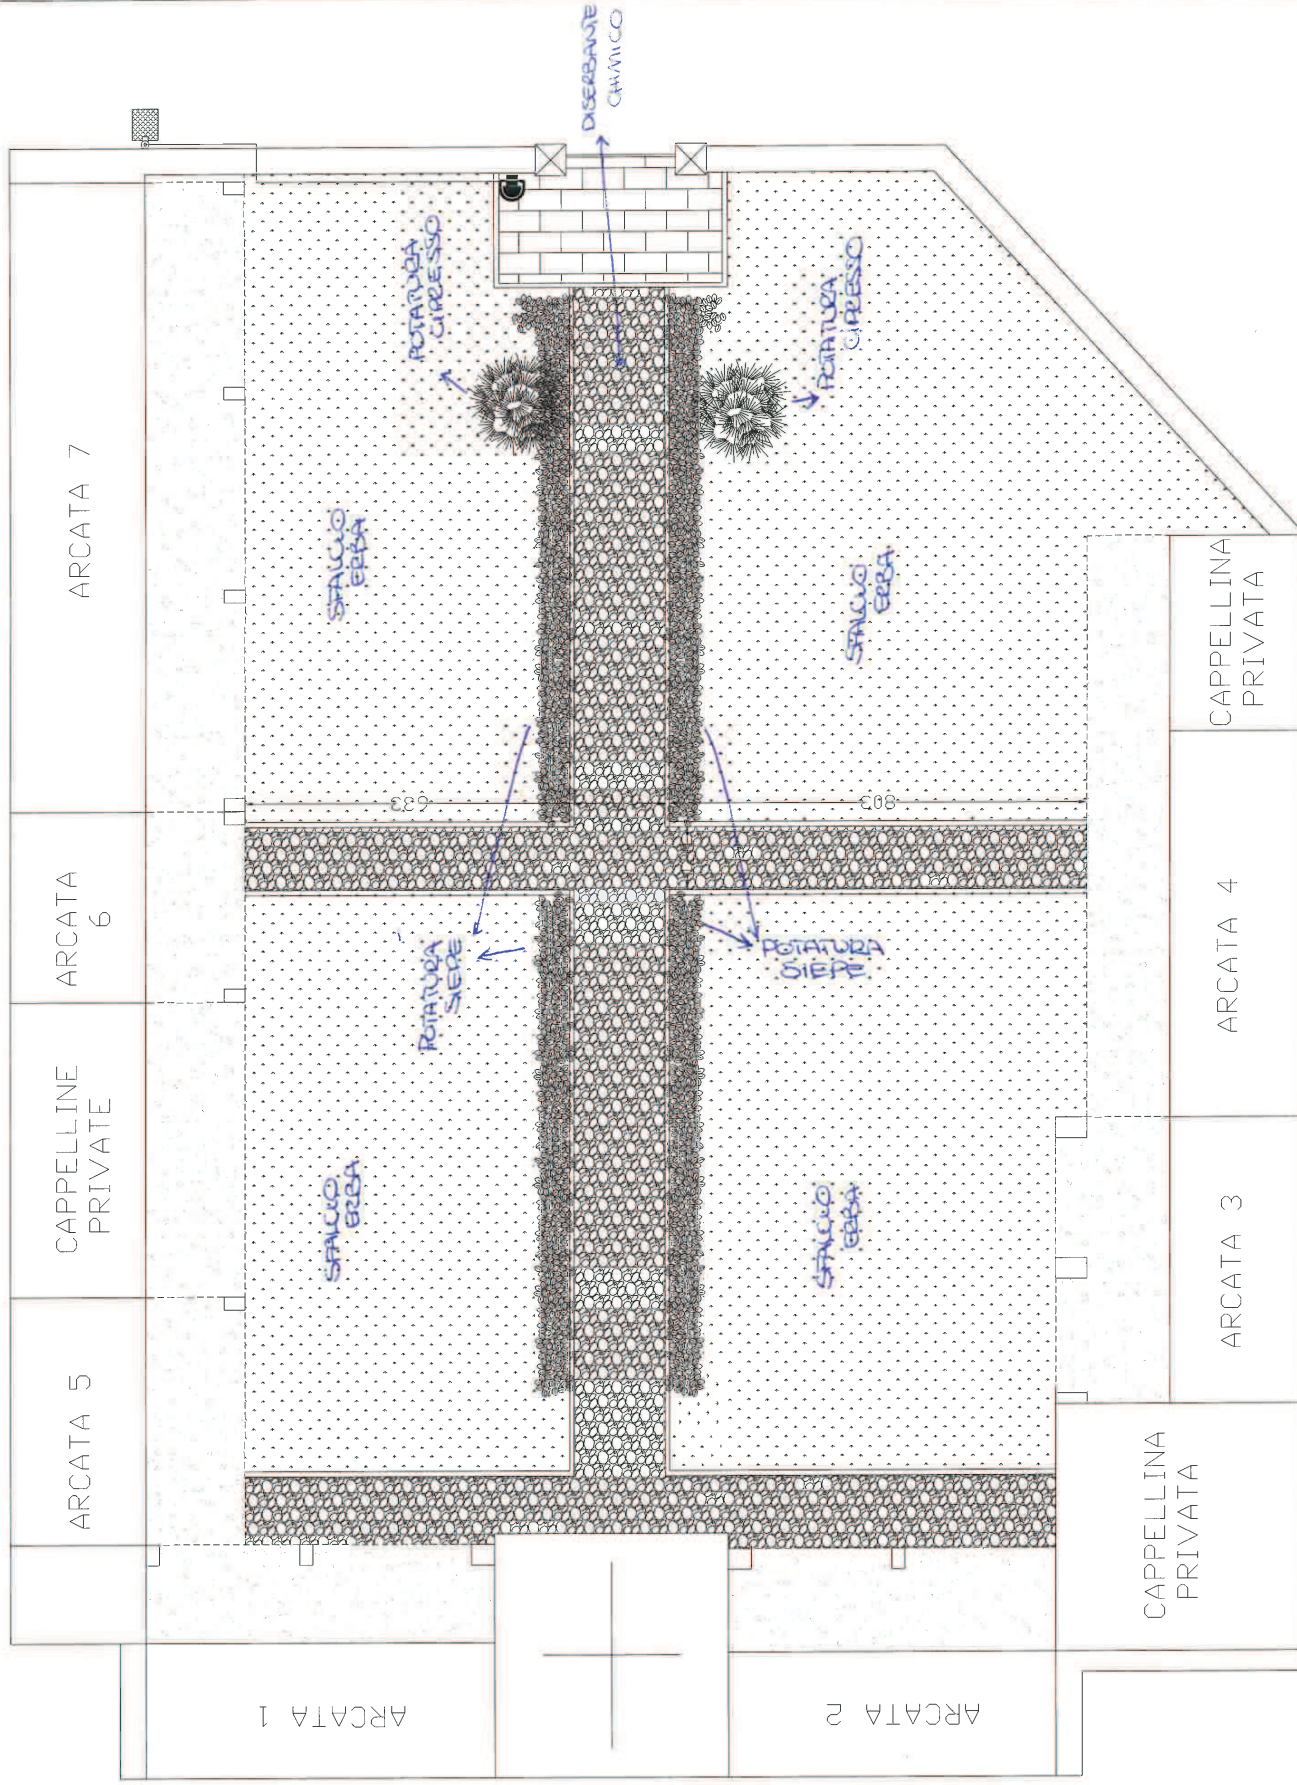 DISERBANTE
CHIMICO
POTATURA
CIPRESSO
POTATURA
CIPRESSO
ARCATA 7
SFALCIO
ERBA
SFALCIO
ERBA
CAPPELLINA
PRIVATA
633
803
ARCATA
6
POTATURA
SIEPE
POTATURA
SIEPE
ARCATA 4
CAPPELLINE
PRIVATE
SFALCIO
ERBA
SFALCIO
ERBA
ARCATA 3
ARCATA 5
CAPPELLINA
PRIVATA
ARCATA 1
ARCATA 2